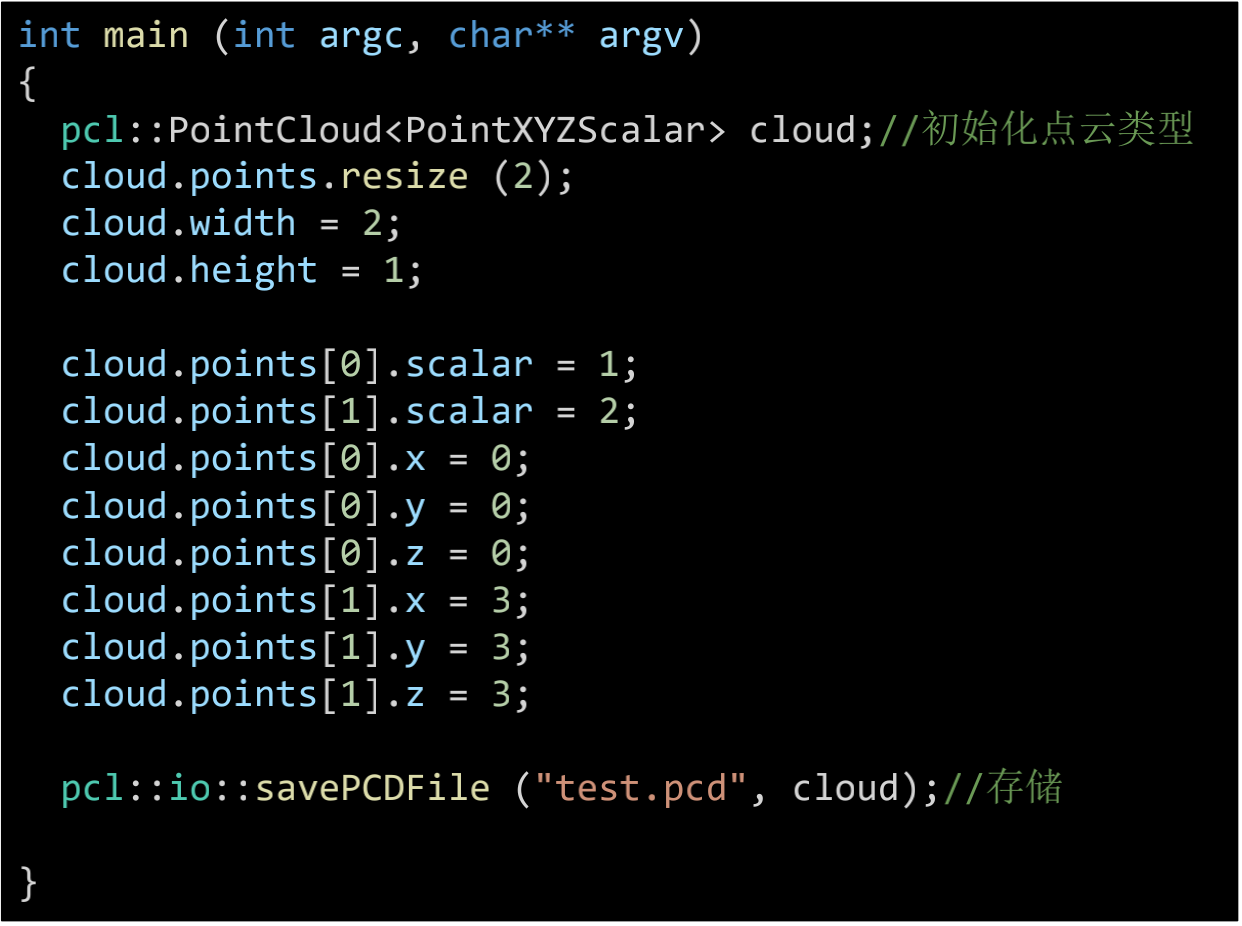 int main (int argc, char** argv)
{
  pcl::PointCloud<PointXYZScalar> cloud;//初始化点云类型
  cloud.points.resize (2);
  cloud.width = 2;
  cloud.height = 1;

  cloud.points[0].scalar = 1;
  cloud.points[1].scalar = 2;
  cloud.points[0].x = 0;
  cloud.points[0].y = 0;
  cloud.points[0].z = 0;
  cloud.points[1].x = 3;
  cloud.points[1].y = 3;
  cloud.points[1].z = 3;

  pcl::io::savePCDFile ("test.pcd", cloud);//存储

}